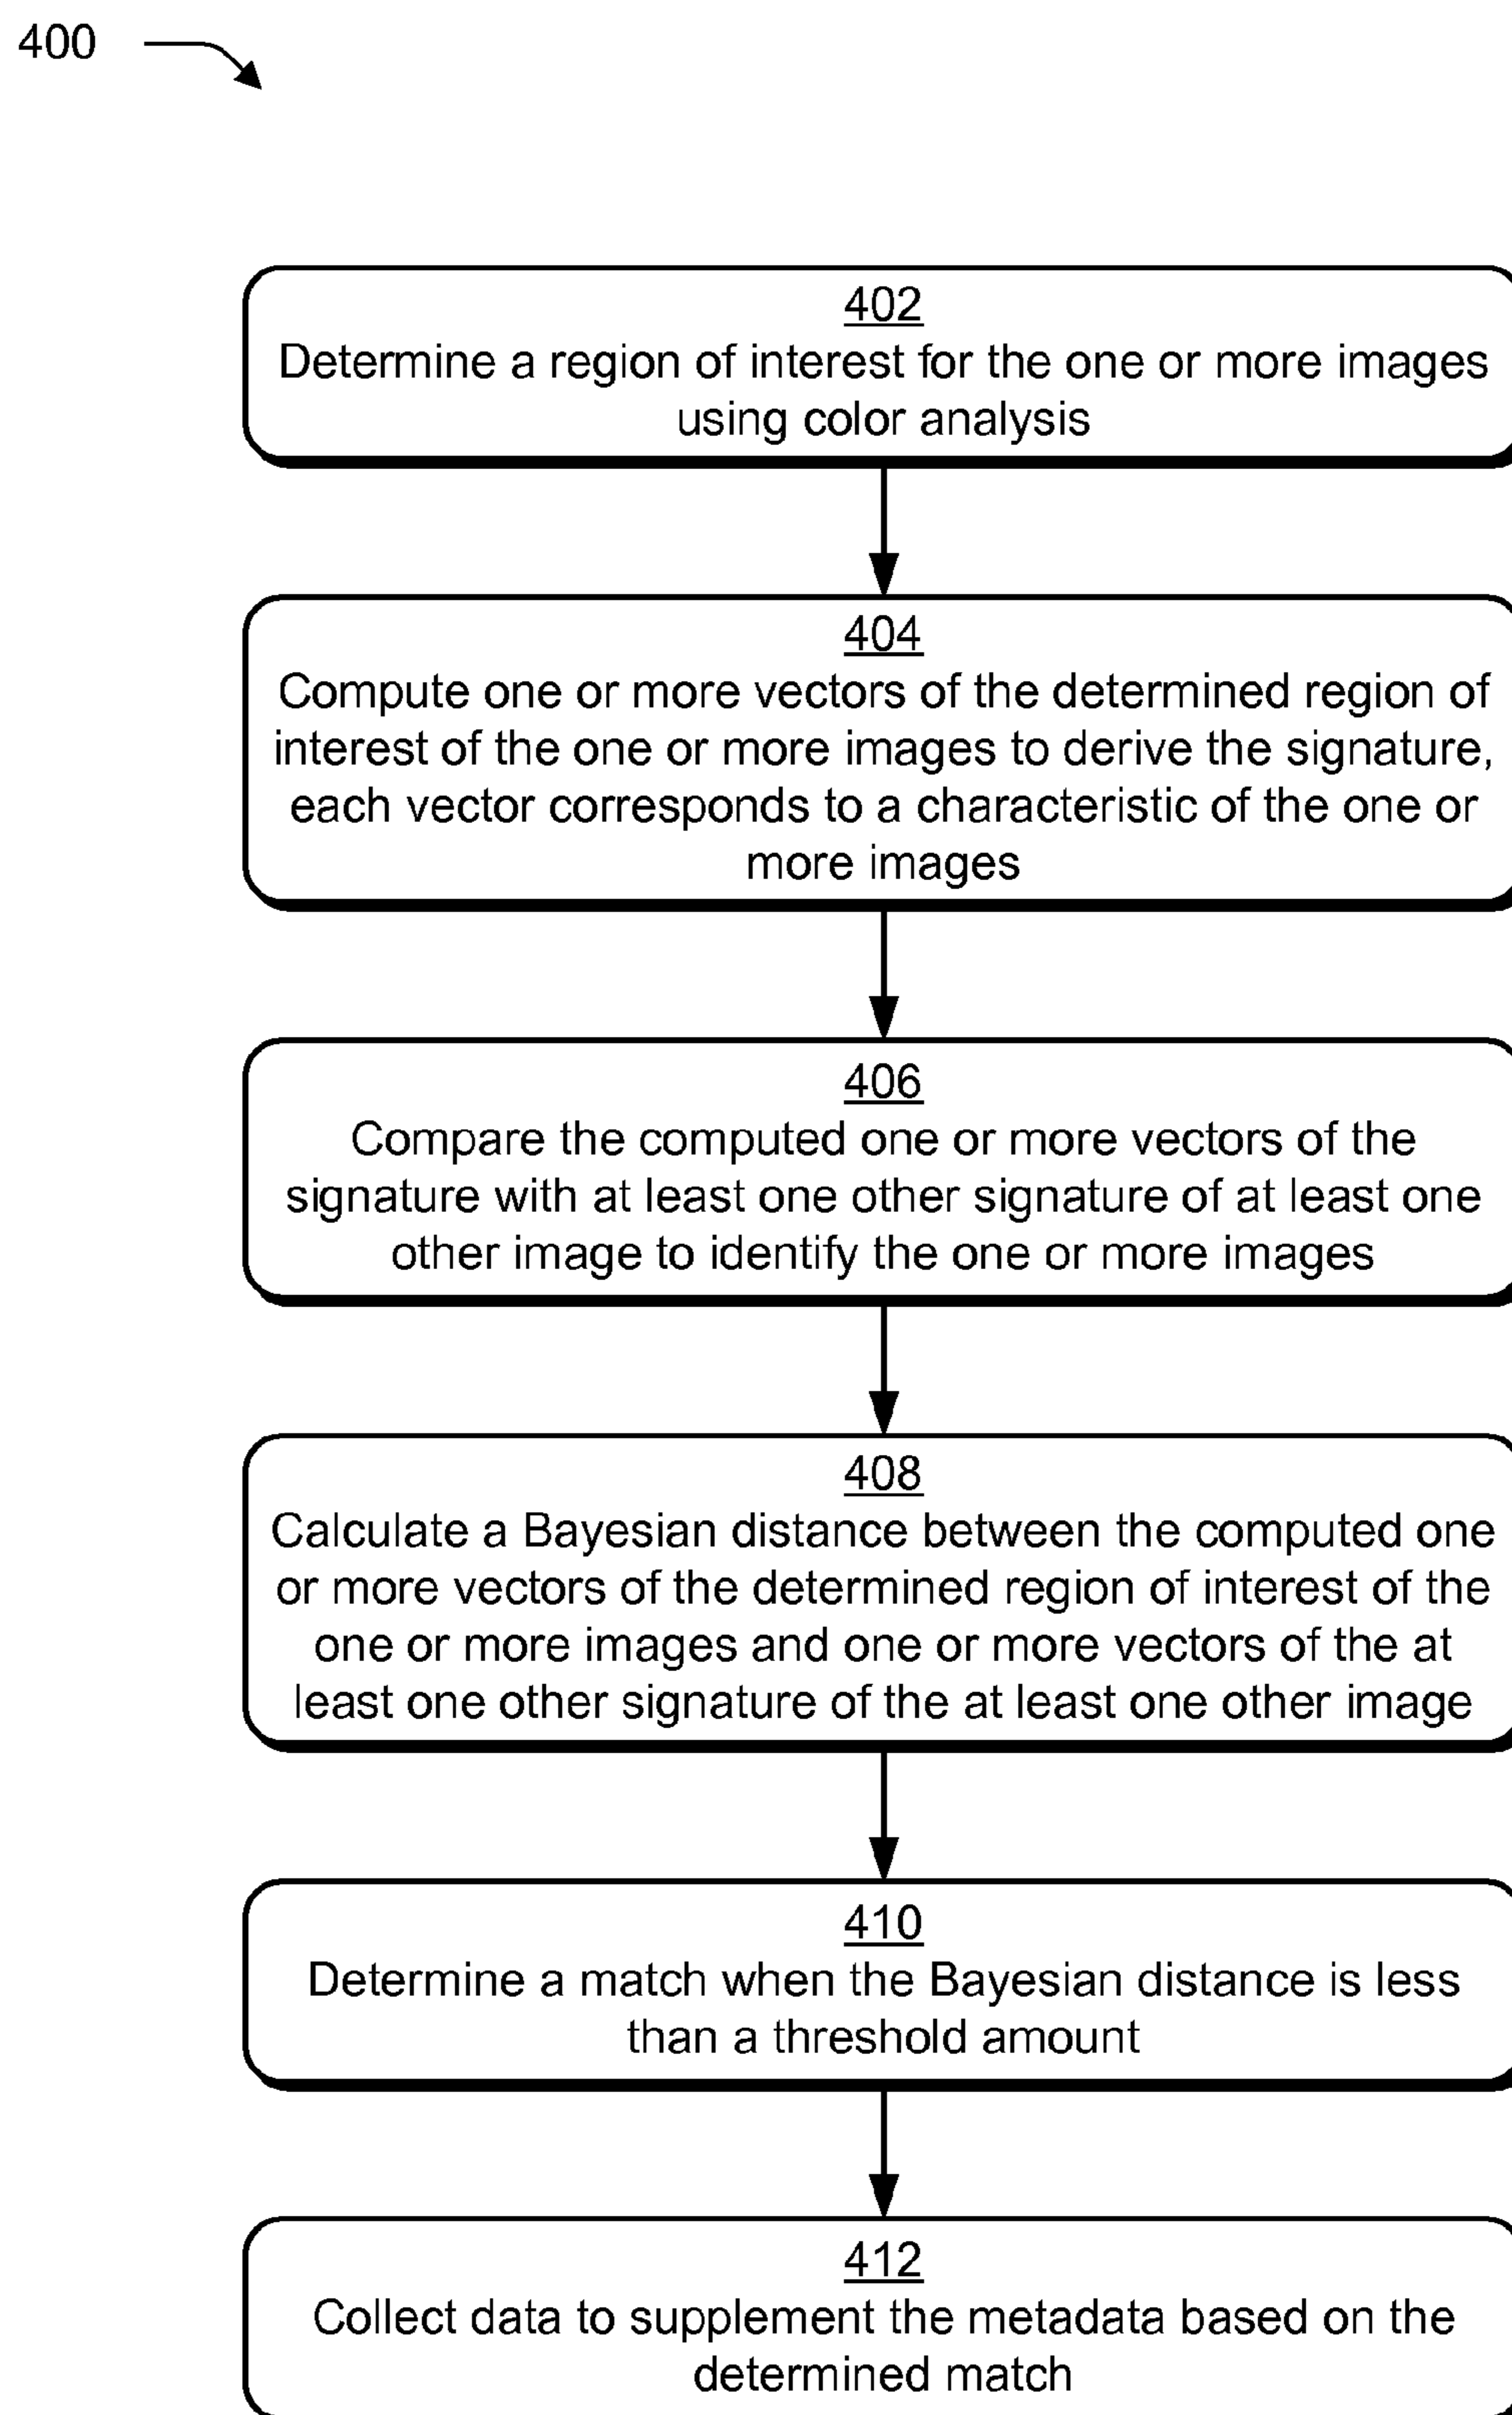 400
402
Determine a region of interest for the one or more images
using color analysis
404
Compute one or more vectors of the determined region of
interest of the one or more images to derive the signature,
each vector corresponds to a characteristic of the one or
more images
406
Compare the computed one or more vectors of the
signature with at least one other signature of at least one
other image to identify the one or more images
408
Calculate a Bayesian distance between the computed one
or more vectors of the determined region of interest of the
one or more images and one or more vectors of the at
least one other signature of the at least one other image
410
Determine a match when the Bayesian distance is less
than a threshold amount
412
Collect data to supplement the metadata based on the
determined match